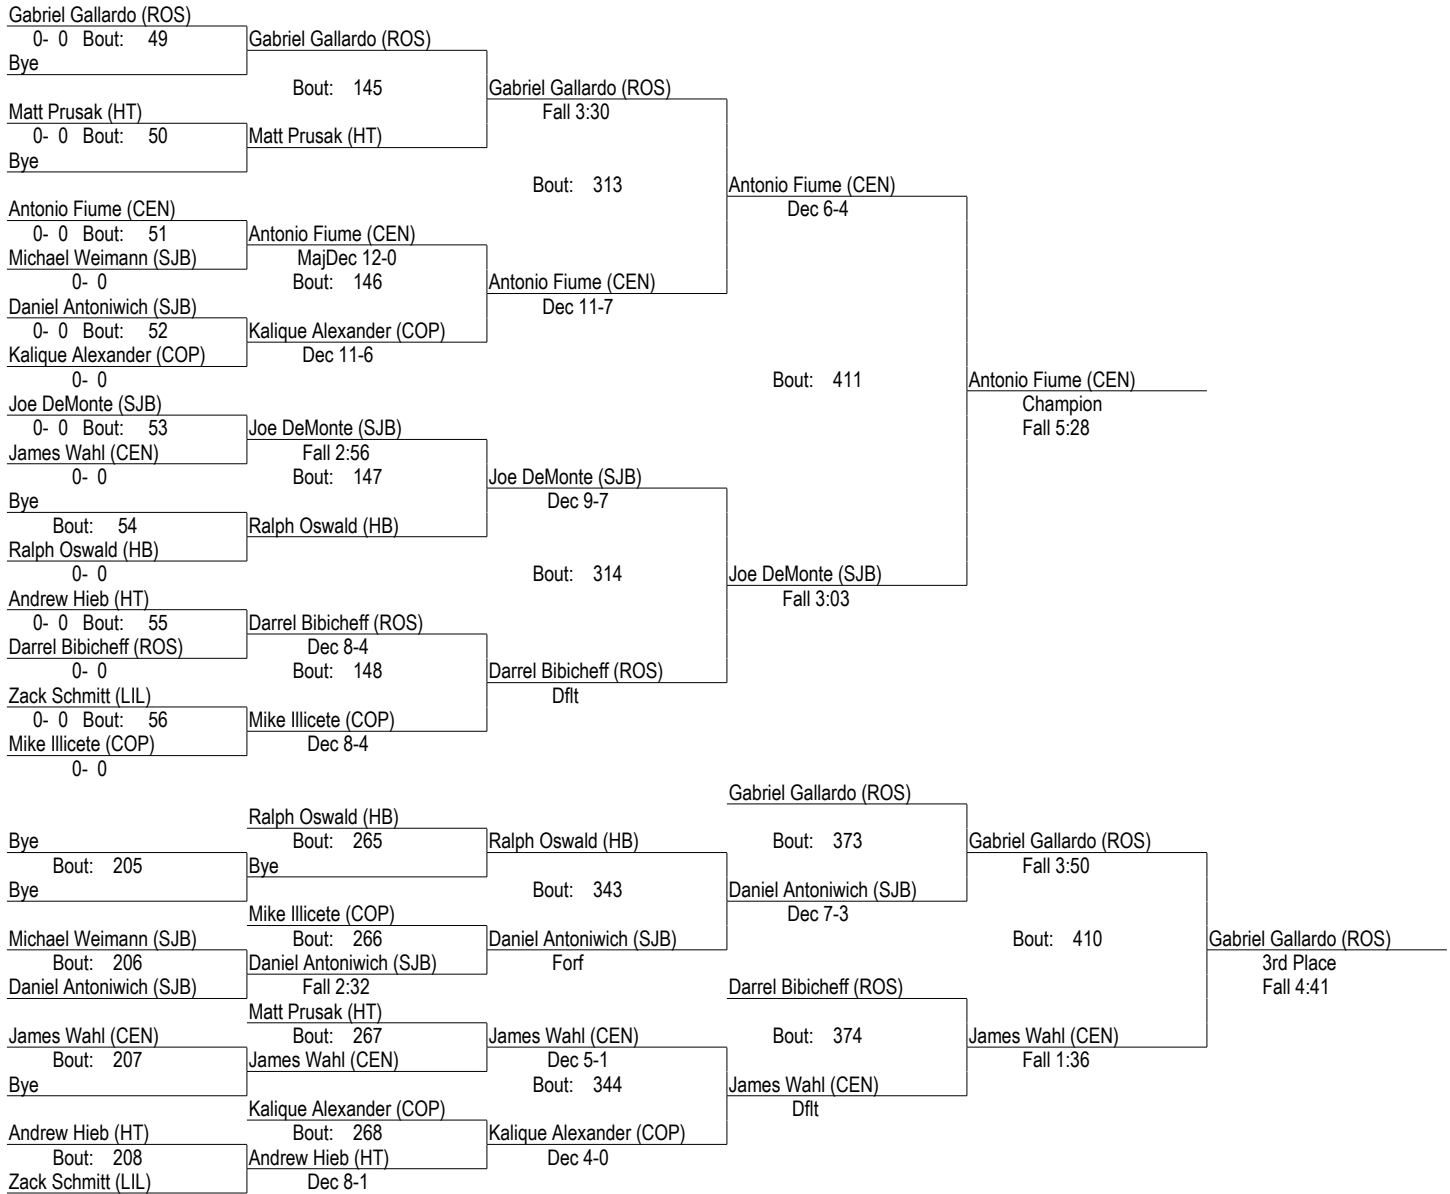 Gabriel Gallardo (ROS)
0- 0 Bout: 49 Gabriel Gallardo (ROS)
Bye
Bout: 145 Gabriel Gallardo (ROS)
Matt Prusak (HT) Fall 3:30
0- 0 Bout: 50 Matt Prusak (HT)
Bye
Bout: 313 Antonio Fiume (CEN)
Antonio Fiume (CEN) Dec 6-4
0- 0 Bout: 51 Antonio Fiume (CEN)
Michael Weimann (SJB) MajDec 12-0
0- 0 Bout: 146 Antonio Fiume (CEN)
Daniel Antoniwich (SJB) Dec 11-7
0- 0 Bout: 52 Kalique Alexander (COP)
Kalique Alexander (COP) Dec 11-6
0- 0 Bout: 411 Antonio Fiume (CEN)
Joe DeMonte (SJB) Champion
0- 0 Bout: 53 Joe DeMonte (SJB) Fall 5:28
James Wahl (CEN) Fall 2:56
0- 0 Bout: 147 Joe DeMonte (SJB)
Bye Dec 9-7
Bout: 54 Ralph Oswald (HB)
Ralph Oswald (HB)
0- 0 Bout: 314 Joe DeMonte (SJB)
Andrew Hieb (HT) Fall 3:03
0- 0 Bout: 55 Darrel Bibicheff (ROS)
Darrel Bibicheff (ROS) Dec 8-4
0- 0 Bout: 148 Darrel Bibicheff (ROS)
Zack Schmitt (LIL) Dflt
0- 0 Bout: 56 Mike Illicete (COP)
Mike Illicete (COP) Dec 8-4
0- 0
Gabriel Gallardo (ROS)
Ralph Oswald (HB)
Bye Bout: 265 Ralph Oswald (HB) Bout: 373 Gabriel Gallardo (ROS)
Bout: 205 Bye Fall 3:50
Bye Bout: 343 Daniel Antoniwich (SJB)
Mike Illicete (COP) Dec 7-3
Michael Weimann (SJB) Bout: 266 Daniel Antoniwich (SJB) Bout: 410 Gabriel Gallardo (ROS)
Bout: 206 Daniel Antoniwich (SJB) Forf 3rd Place
Daniel Antoniwich (SJB) Fall 2:32 Darrel Bibicheff (ROS) Fall 4:41
Matt Prusak (HT)
James Wahl (CEN) Bout: 267 James Wahl (CEN) Bout: 374 James Wahl (CEN)
Bout: 207 James Wahl (CEN) Dec 5-1 Fall 1:36
Bye Bout: 344 James Wahl (CEN)
Kalique Alexander (COP) Dflt
Andrew Hieb (HT) Bout: 268 Kalique Alexander (COP)
Bout: 208 Andrew Hieb (HT) Dec 4-0
Zack Schmitt (LIL) Dec 8-1